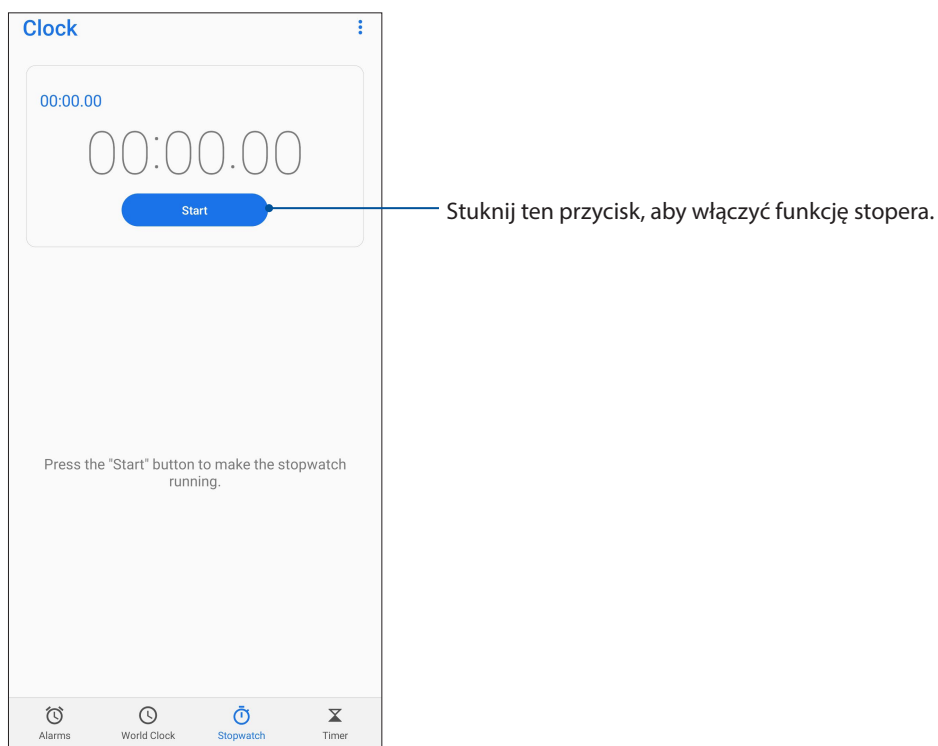 Clock
00:00.00
00:00.00
Start
Stuknij ten przycisk, aby włączyć funkcję stopera.
Press the "Start" button to make the stopwatch
running.
Alarms World Clock Stopwatch Timer